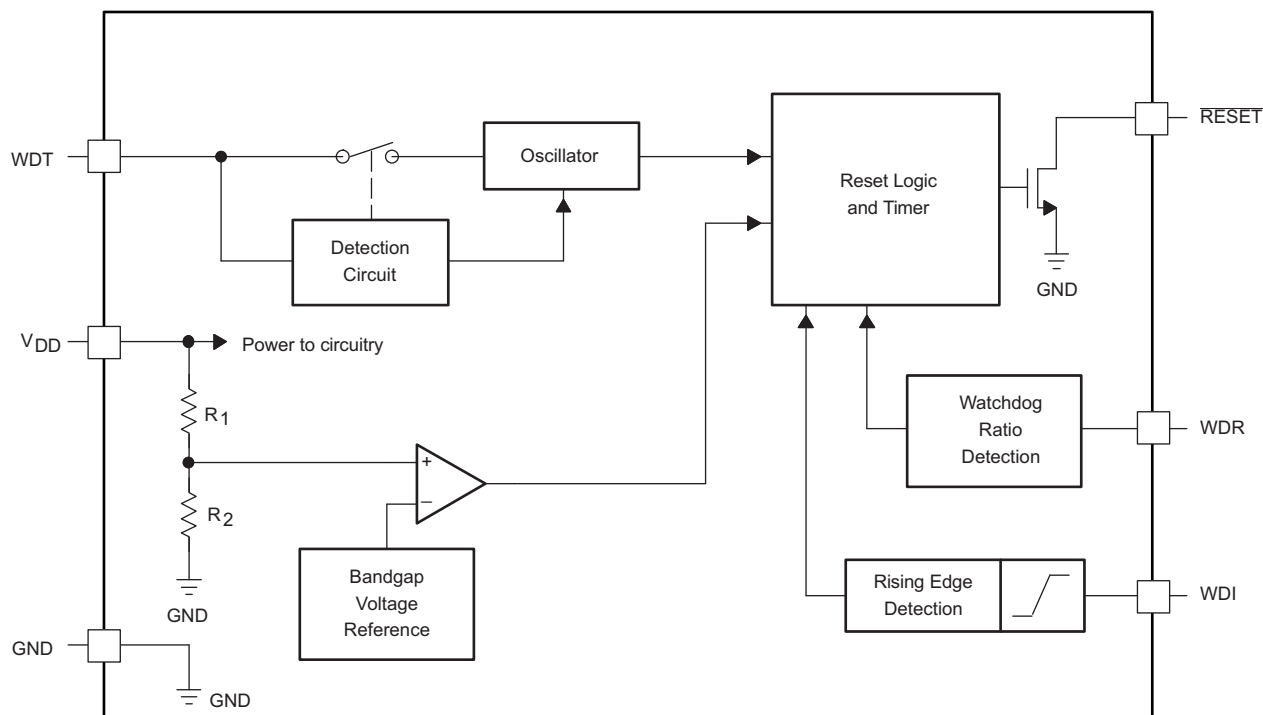 RESET
WDT
Oscillator
Reset Logic
and Timer
Detection
Circuit
GND
VDD
Power to circuitry
R1
Watchdog
Ratio
Detection
WDR
+
−
R2
Bandgap
Voltage
Reference
Rising Edge
Detection
WDI
GND
GND
GND